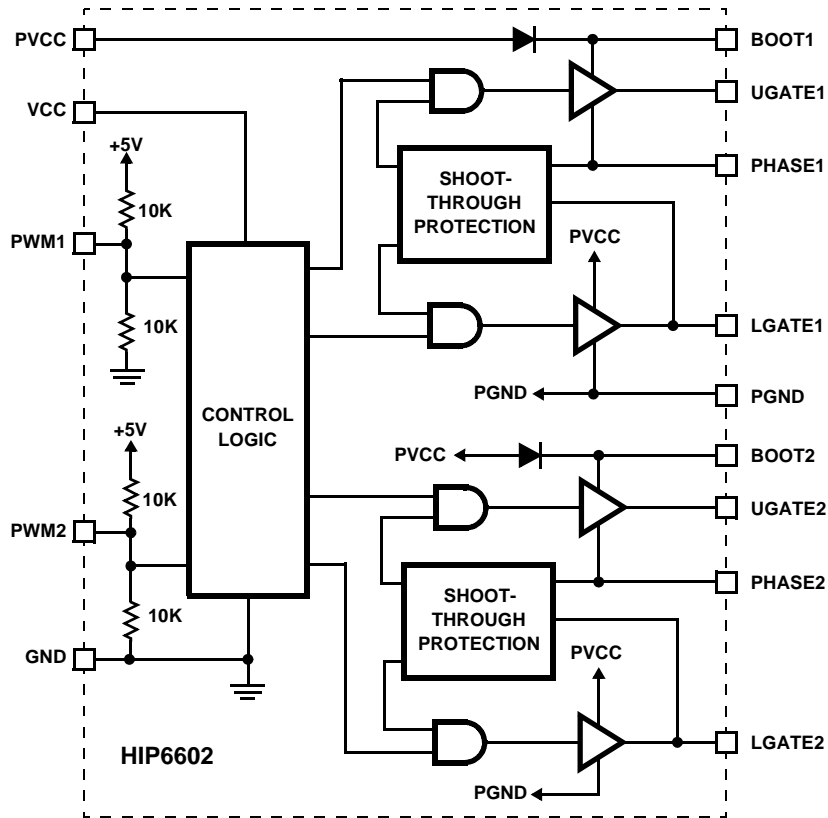 PVCC
BOOT1
VCC
UGATE1
+5V
10K
SHOOT-
THROUGH
PROTECTION
PHASE1
PWM1
PVCC
10K
LGATE1
PGND
PGND
CONTROL
LOGIC
+5V
PVCC
BOOT2
10K
UGATE2
PWM2
SHOOT-
THROUGH
PROTECTION
PHASE2
10K
GND
PVCC
HIP6602
LGATE2
PGND